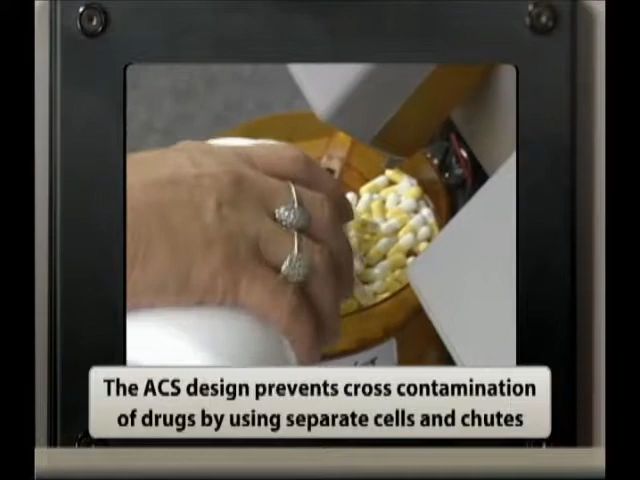 The ACS design prevents cross contamination
of drugs by using separate cells and chutes